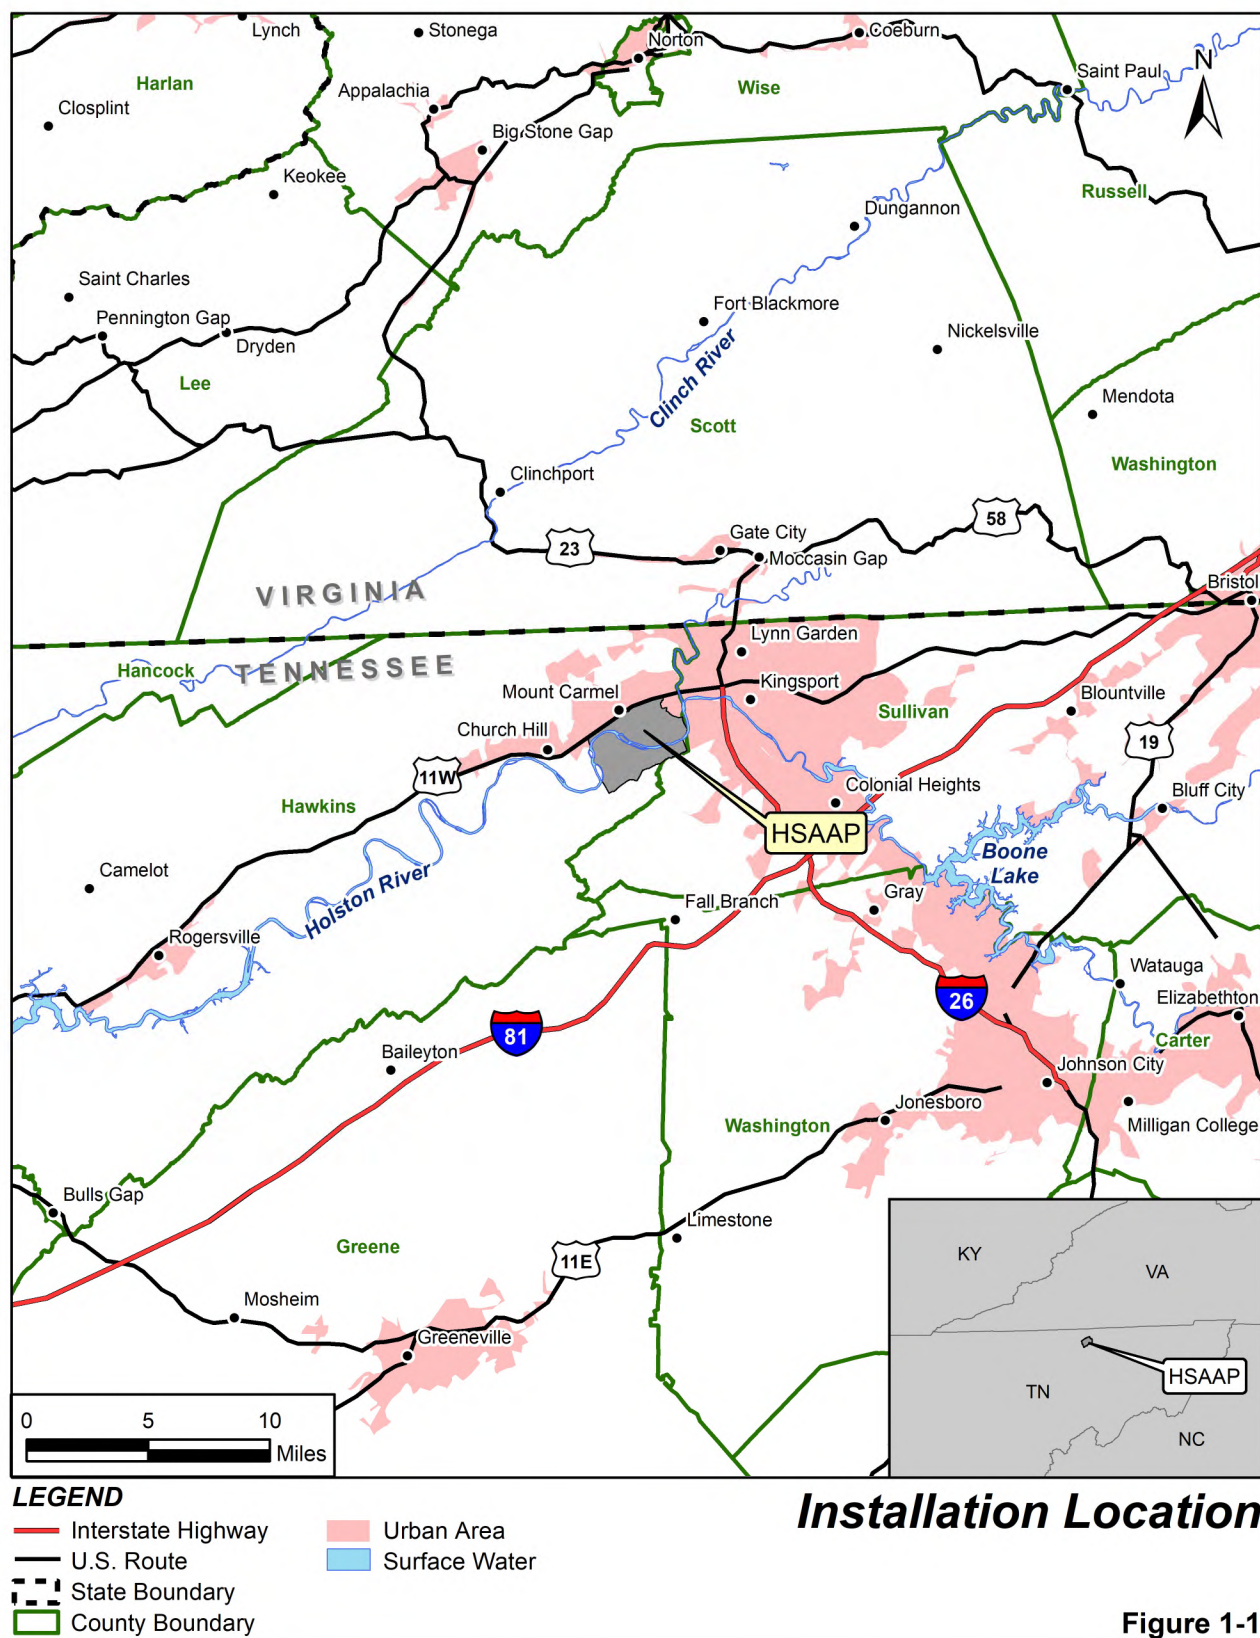 Lynch
Stonega
Norton
Coeburn
Harlan
Wise
Saint Paul
N
Closplint
Appalachia
Big Stone Gap
Keokee
Russell
Dungannon
Saint Charles
Fort Blackmore
Pennington Gap
Nickelsville
Dryden
Lee
Clinch River
Mendota
Scott
Washington
Clinchport
58
23
Gate City
Moccasin Gap
Bristol
VIRGINIA
TENNESSEE
Hancock
Lynn Garden
Mount Carmel
Kingsport
Blountville
Church Hill
Sullivan
19
11W
Colonial Heights
Bluff City
Hawkins
HSAAP
Boone
Lake
Camelot
Holston River
Fall Branch
Gray
Rogersville
Watauga
26
Elizabethton
81
Carter
Baileyton
Johnson City
Jonesboro
Washington
Milligan College
Bulls Gap
Limestone
Greene
11E
KY
VA
Mosheim
Greeneville
HSAAP
TN
NC
0 5 10
Miles
LEGEND
Interstate Highway
U.S. Route
State Boundary
County Boundary
Urban Area
Surface Water
Installation Location
Figure 1-1